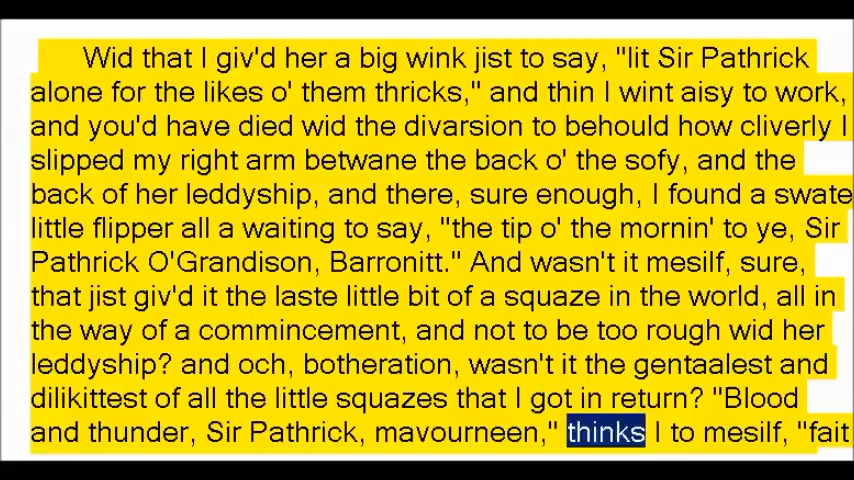 Wid that I giv'd her a big wink jist to say, "lit Sir Pathrick
alone for the likes o' them thricks," and thin I wint aisy to work,
and you'd have died wid the divarsion to behould how cliverly I
slipped my right arm betwane the back o' the sofy, and the
back of her leddyship, and there, sure enough, I found a swate
little flipper all a waiting to say, "the tip o' the mornin' to ye, Sir
Pathrick O'Grandison, Barronitt." And wasn't it mesilf, sure,
that jist giv'd it the laste little bit of a squaze in the world, all in
the way of a commincement, and not to be too rough wid her
leddyship? and och, botheration, wasn't it the gentaalest and
dilikittest of all the little squazes that I got in return? "Blood
and thunder, Sir Pathrick, mavourneen," thinks I to mesilf, "fait